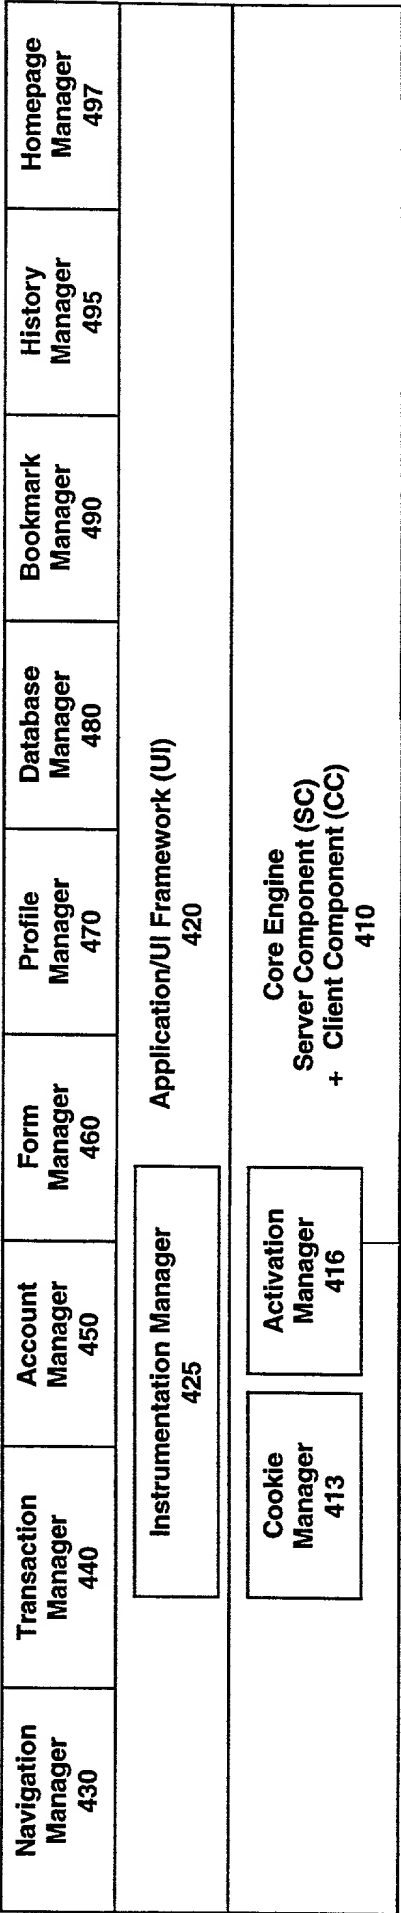 Navigation
Manager
430
Transaction
Manager
440
Account
Manager
450
Form
Manager
460
Profile
Manager
470
Database
Manager
480
Bookmark
Manager
490
History
Manager
495
Homepage
Manager
497
Instrumentation Manager
425
Application/UI Framework (UI)
420
Cookie
Manager
413
Activation
Manager
416
Core Engine
Server Component (SC)
+ Client Component (CC)
410